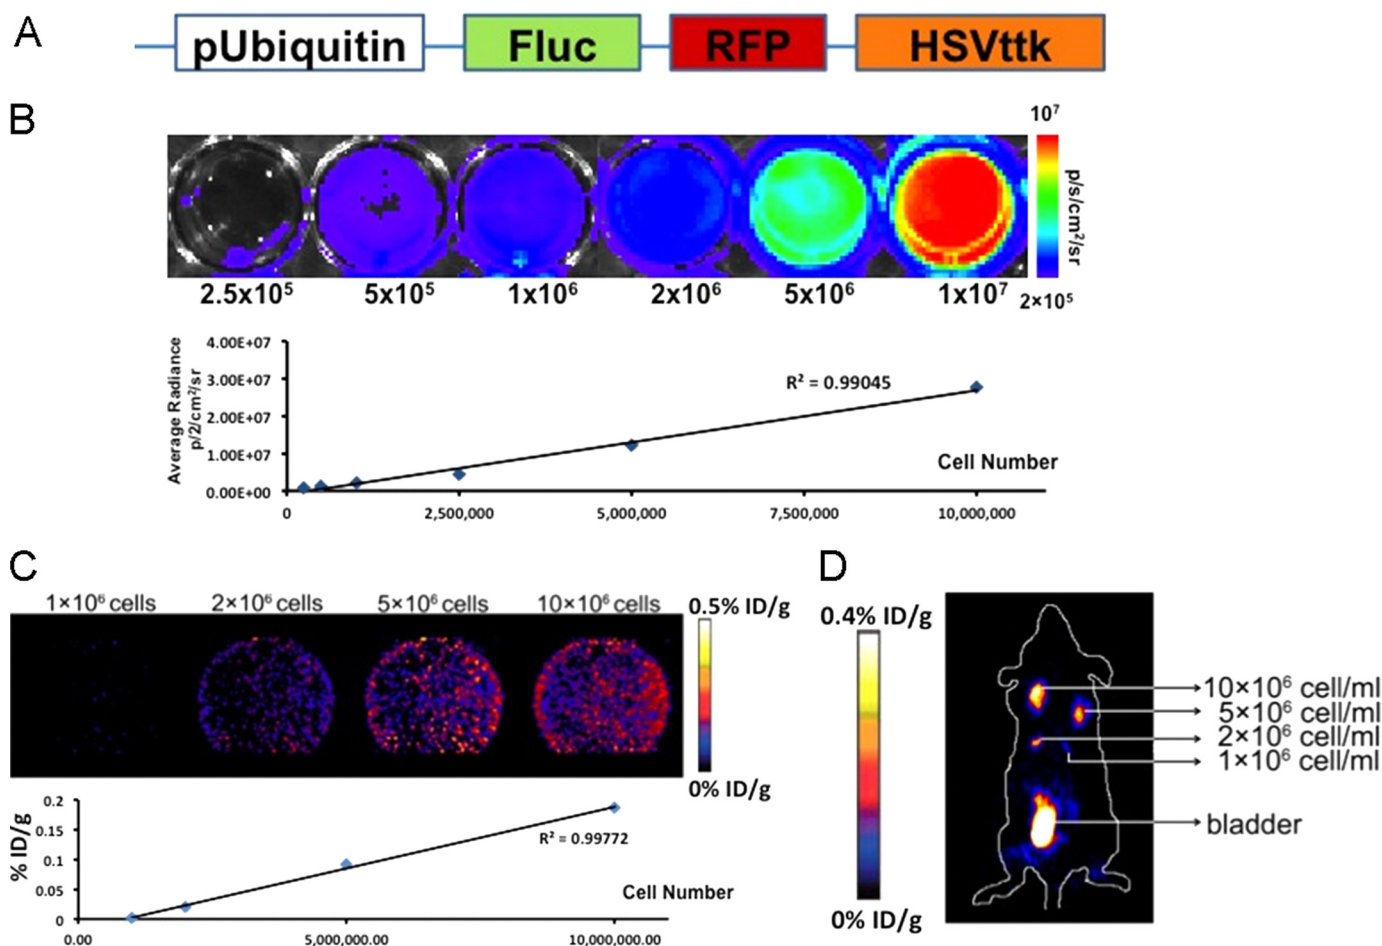 A
pUbiquitin Fluc RFP HSVttk
B
10⁷
p/s/cm²/sr
2×10⁵
2.5x10⁵ 5x10⁵ 1x10⁶ 2x10⁶ 5x10⁶ 1x10⁷
Average Radiance
p/2/cm²/sr
4.00E+07
3.00E+07
2.00E+07
1.00E+07
0.00E+00
R² = 0.99045
Cell Number
0 2,500,000 5,000,000 7,500,000 10,000,000
C
1×10⁶ cells 2×10⁶ cells 5×10⁶ cells 10×10⁶ cells
0.5% ID/g
0% ID/g
% ID/g
0.2
0.15
0.1
0.05
0
R² = 0.99772
Cell Number
0.00 5,000,000.00 10,000,000.00
D
0.4% ID/g
0% ID/g
10×10⁶ cell/ml
5×10⁶ cell/ml
2×10⁶ cell/ml
1×10⁶ cell/ml
bladder